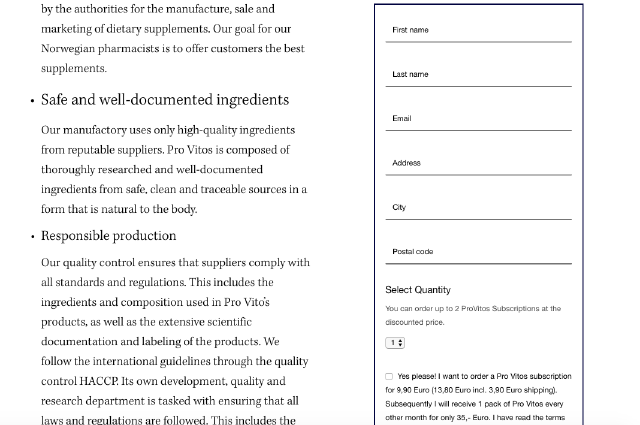 by the authorities for the manufacture, sale and
marketing of dietary supplements. Our goal for our
Norwegian pharmacists is to offer customers the best
supplements.
• Safe and well-documented ingredients
Our manufactory uses only high-quality ingredients
from reputable suppliers. Pro Vitos is composed of
thoroughly researched and well-documented
ingredients from safe, clean and traceable sources in a
form that is natural to the body.
• Responsible production
Our quality control ensures that suppliers comply with
all standards and regulations. This includes the
ingredients and composition used in Pro Vito's
products, as well as the extensive scientific
documentation and labeling of the products. We
follow the international guidelines through the quality
control HACCP. Its own development, quality and
research department is tasked with ensuring that all
laws and regulations are followed. This includes the
First name
Last name
Email
Address
City
Postal code
Select Quantity
You can order up to 2 ProVitos Subscriptions at the
discounted price.
1
Yes please! I want to order a Pro Vitos subscription
for 9,90 Euro (13,80 Euro incl. 3,90 Euro shipping).
Subsequently I will receive 1 pack of Pro Vitos every
other month for only 35,- Euro. I have read the terms